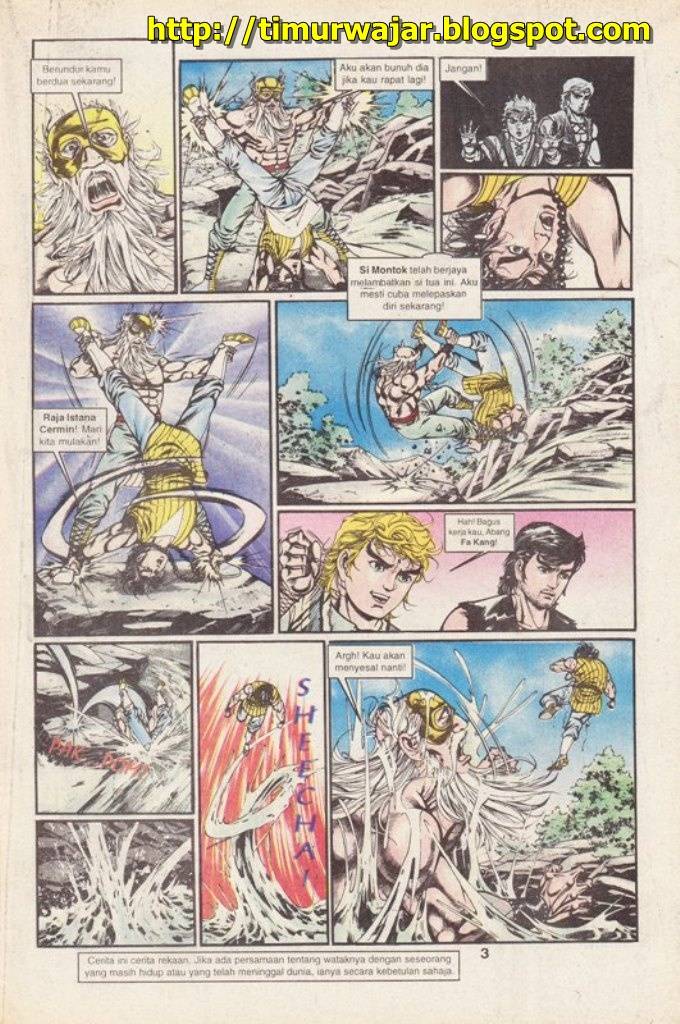 http://timurwajar.blogspot.com
Berundur kamu
berdua sekarang!
Aku akan bunuh dia
jika kau rapat lagi!
Jangan!
Si Montok telah berjaya
melambatkan si tua ini. Aku
mesti cuba melepaskan
diri sekarang!
Raja Istana
Cermin! Mari
kita mulakan!
Hah! Bagus
kerja kau, Abang
Fa Kang!
SHEECHAI
Argh! Kau akan
menyesal nanti!
3
Cerita ini cerita rekaan. Jika ada persamaan tentang wataknya dengan seseorang
yang masih hidup atau yang telah meninggal dunia, ianya secara kebetulan sahaja.